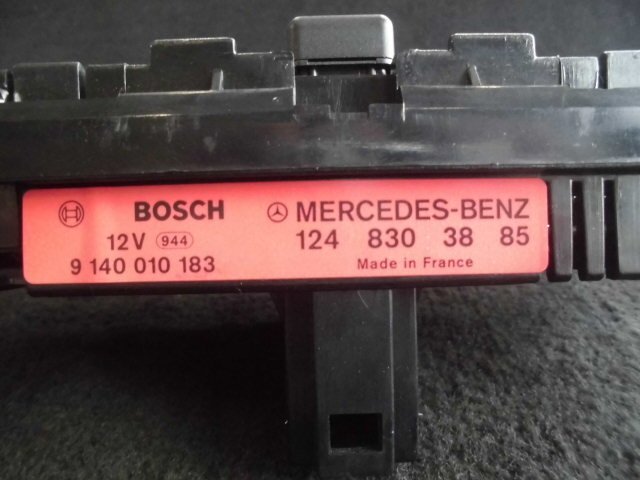 BOSCH
12V 944
9 140 010 183
MERCEDES-BENZ
124 830 38 85
Made in France